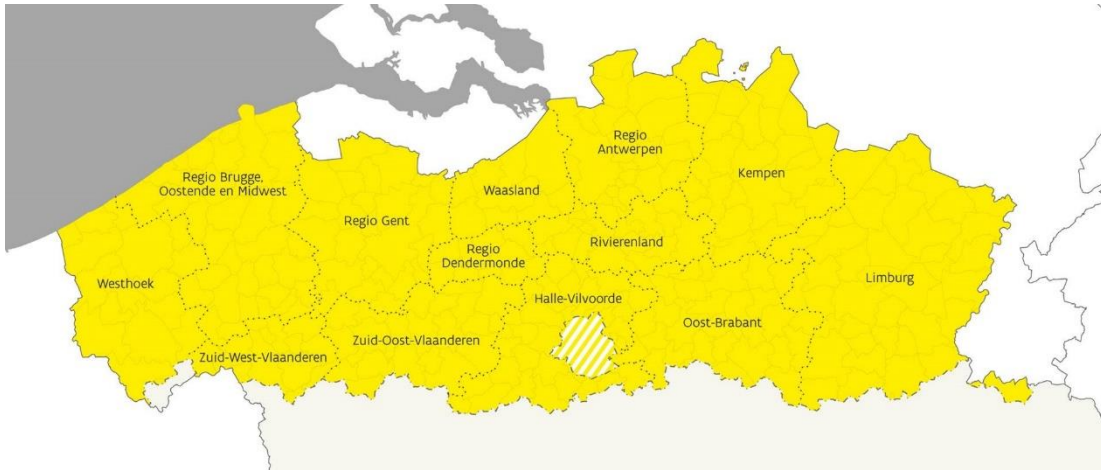 Regio Brugge,
Oostende en Midwest
Regio Gent
Waasland
Regio
Antwerpen
Kempen
Westhoek
Regio
Dendermonde
Rivierenland
Limburg
Halle-Vilvoorde
Oost-Brabant
Zuid-West-Vlaanderen
Zuid-Oost-Vlaanderen